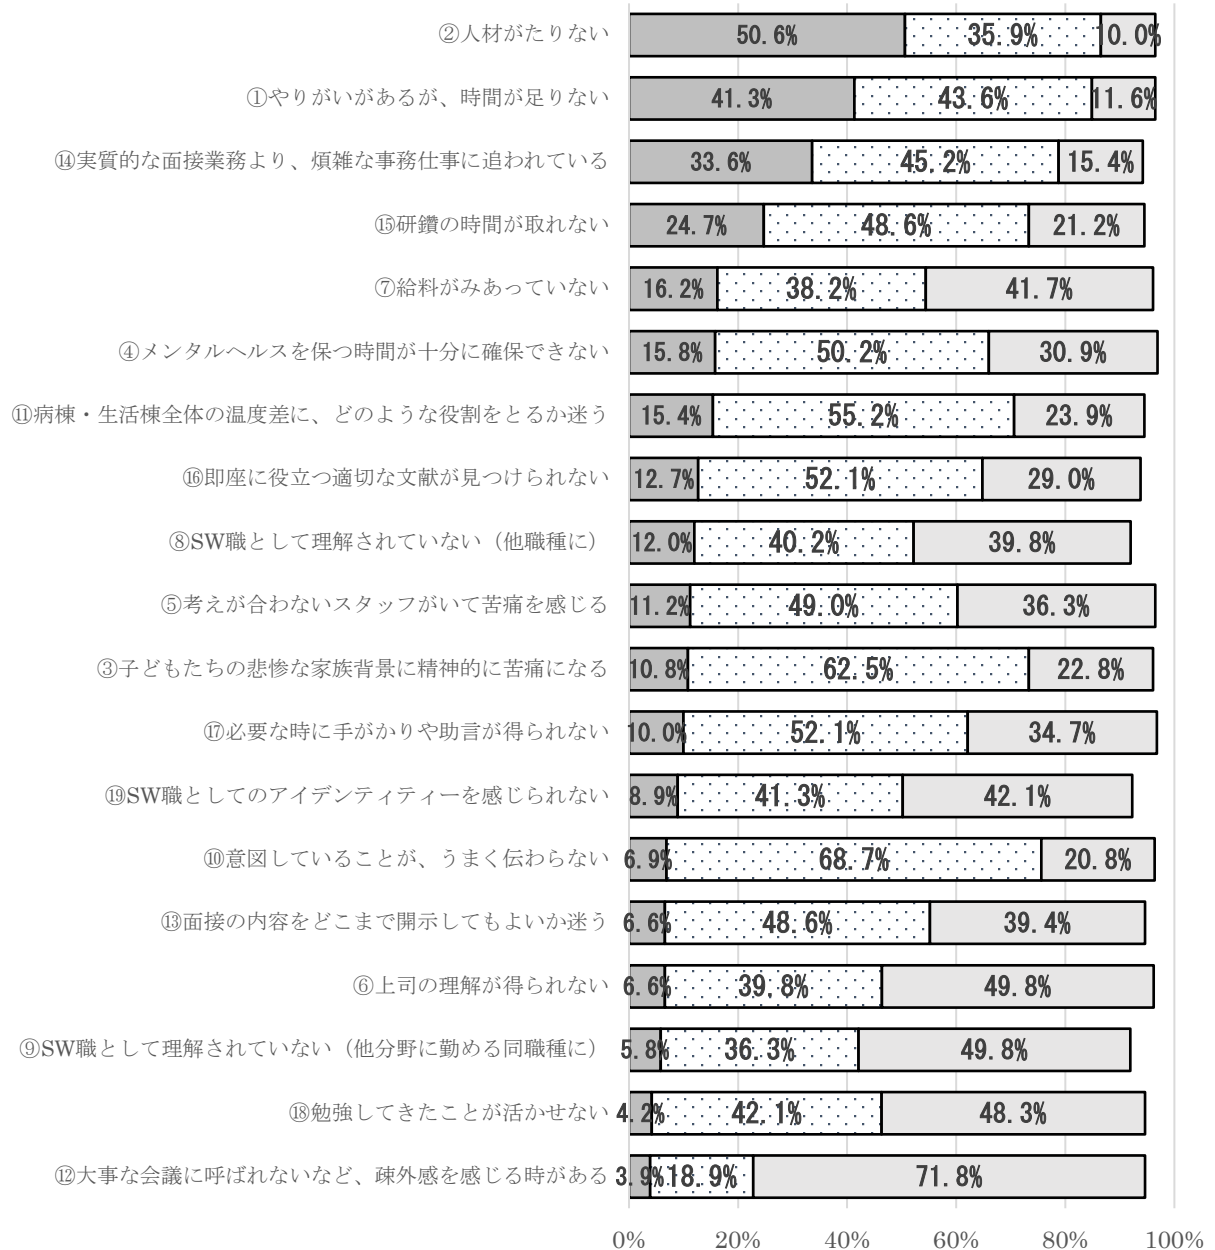 ②人材がたりない 50.6% 35.9% 10.0%
①やりがいがあるが、時間が足りない 41.3% 43.6% 11.6%
⑭実質的な面接業務より、煩雑な事務仕事に追われている 33.6% 45.2% 15.4%
⑮研鑽の時間が取れない 24.7% 48.6% 21.2%
⑦給料がみあっていない 16.2% 38.2% 41.7%
④メンタルヘルスを保つ時間が十分に確保できない 15.8% 50.2% 30.9%
⑪病棟・生活棟全体の温度差に、どのような役割をとるか迷う 15.4% 55.2% 23.9%
⑯即座に役立つ適切な文献が見つけられない 12.7% 52.1% 29.0%
⑧SW職として理解されていない（他職種に） 12.0% 40.2% 39.8%
⑤考えが合わないスタッフがいて苦痛を感じる 11.2% 49.0% 36.3%
③子どもたちの悲惨な家族背景に精神的に苦痛になる 10.8% 62.5% 22.8%
⑰必要な時に手がかりや助言が得られない 10.0% 52.1% 34.7%
⑲SW職としてのアイデンティティーを感じられない 8.9% 41.3% 42.1%
⑩意図していることが、うまく伝わらない 6.9% 68.7% 20.8%
⑬面接の内容をどこまで開示してもよいか迷う 6.6% 48.6% 39.4%
⑥上司の理解が得られない 6.6% 39.8% 49.8%
⑨SW職として理解されていない（他分野に勤める同職種に） 5.8% 36.3% 49.8%
⑱勉強してきたことが活かせない 4.2% 42.1% 48.3%
⑫大事な会議に呼ばれないなど、疎外感を感じる時がある 3.9% 18.9% 71.8%
0% 20% 40% 60% 80% 100%